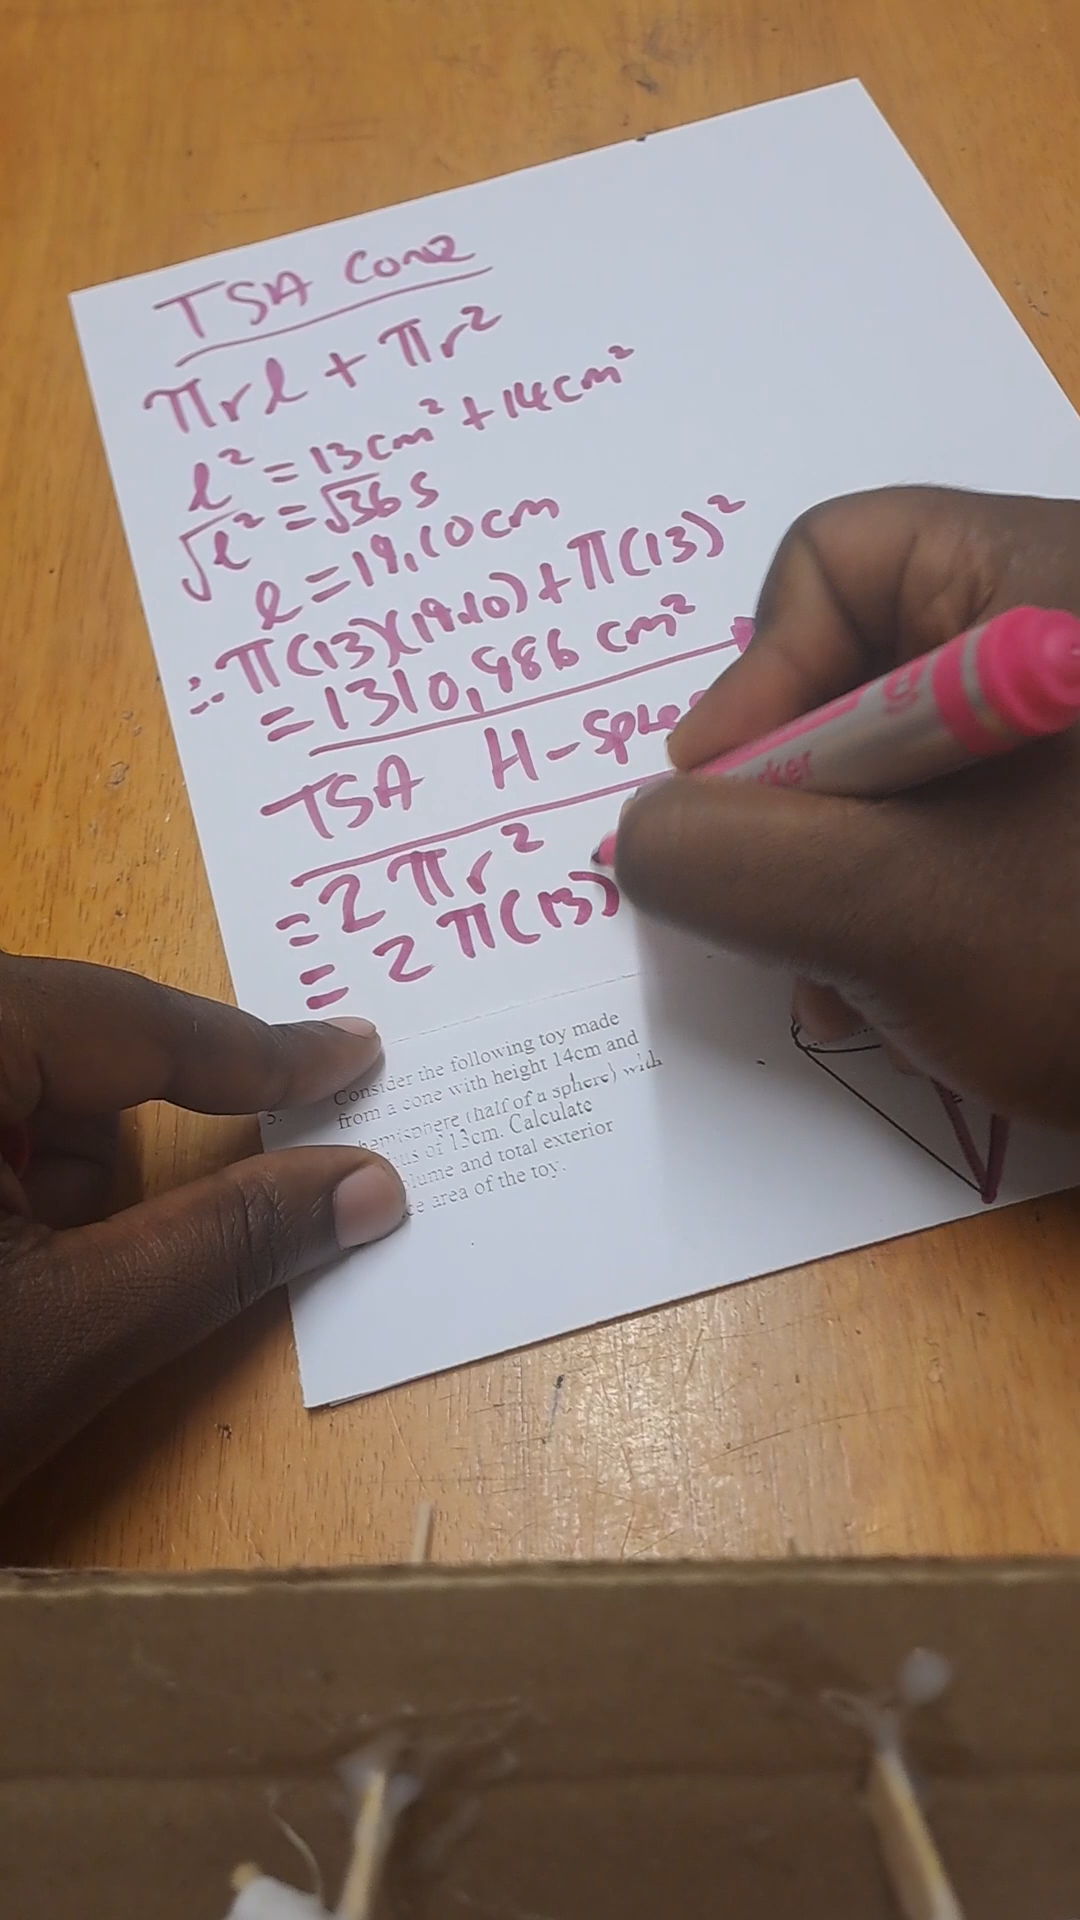 TSA Cone
πrl + πr²
l² = 13cm² + 14cm²
√l² = √365
l = 19,10cm
∴ π(13)(19.10) + π(13)²
= 1310,986 cm²
TSA H-
= 2πr²
= 2π(13)
5. Consider the following toy made
from a cone with height 14cm and
hemisphere (half of a sphere) with
of 13cm. Calculate
and total exterior
area of the toy.